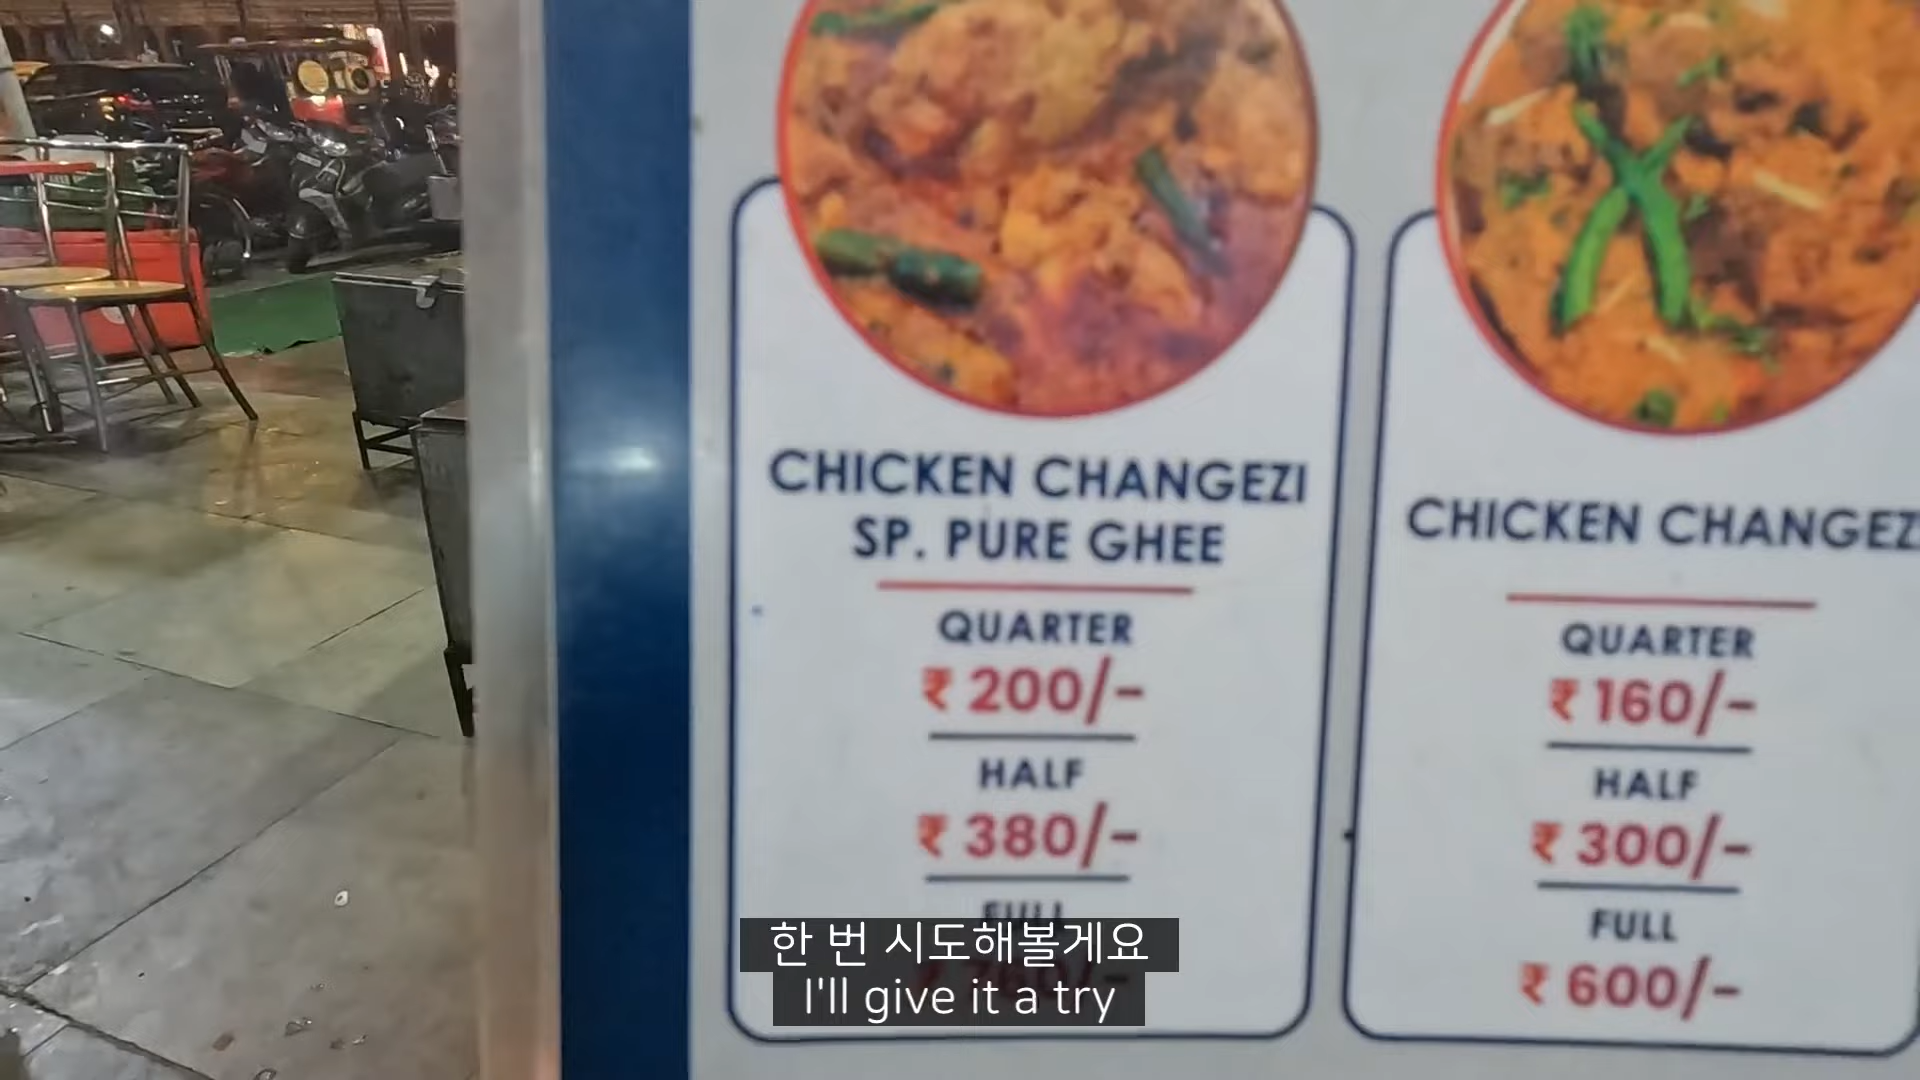 CHICKEN CHANGEZI
SP. PURE GHEE
QUARTER
₹ 200/-
HALF
₹ 380/-
FULL
CHICKEN CHANGEZ
QUARTER
₹ 160/-
HALF
₹ 300/-
FULL
₹ 600/-
한 번 시도해볼게요
I'll give it a try